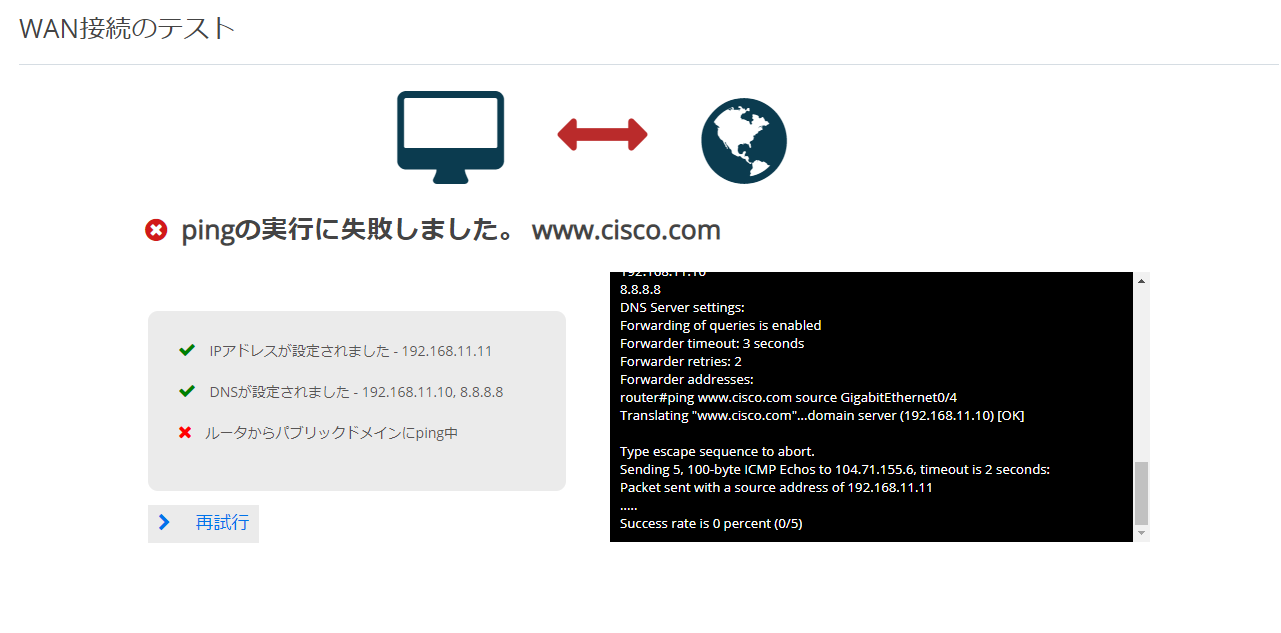 WAN接続のテスト
pingの実行に失敗しました。 www.cisco.com
IPアドレスが設定されました - 192.168.11.11
DNSが設定されました - 192.168.11.10, 8.8.8.8
ルータからパブリックドメインにping中
再試行
192.168.11.10
8.8.8.8
DNS Server settings:
Forwarding of queries is enabled
Forwarder timeout: 3 seconds
Forwarder retries: 2
Forwarder addresses:
router#ping www.cisco.com source GigabitEthernet0/4
Translating "www.cisco.com"...domain server (192.168.11.10) [OK]
Type escape sequence to abort.
Sending 5, 100-byte ICMP Echos to 104.71.155.6, timeout is 2 seconds:
Packet sent with a source address of 192.168.11.11
.....
Success rate is 0 percent (0/5)